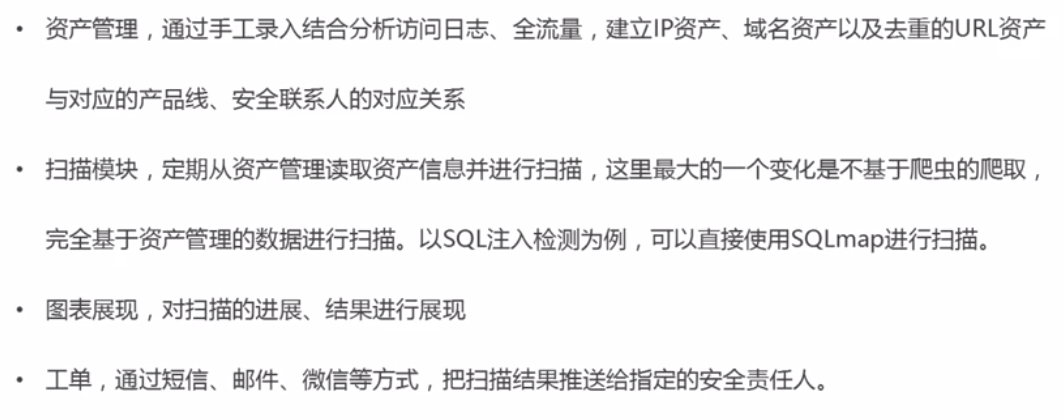 • 资产管理，通过手工录入结合分析访问日志、全流量，建立IP资产、域名资产以及去重的URL资产
与对应的产品线、安全联系人的对应关系
• 扫描模块，定期从资产管理读取资产信息并进行扫描，这里最大的一个变化是不基于爬虫的爬取，
完全基于资产管理的数据进行扫描。以SQL注入检测为例，可以直接使用SQLmap进行扫描。
• 图表展现，对扫描的进展、结果进行展现
• 工单，通过短信、邮件、微信等方式，把扫描结果推送给指定的安全责任人。